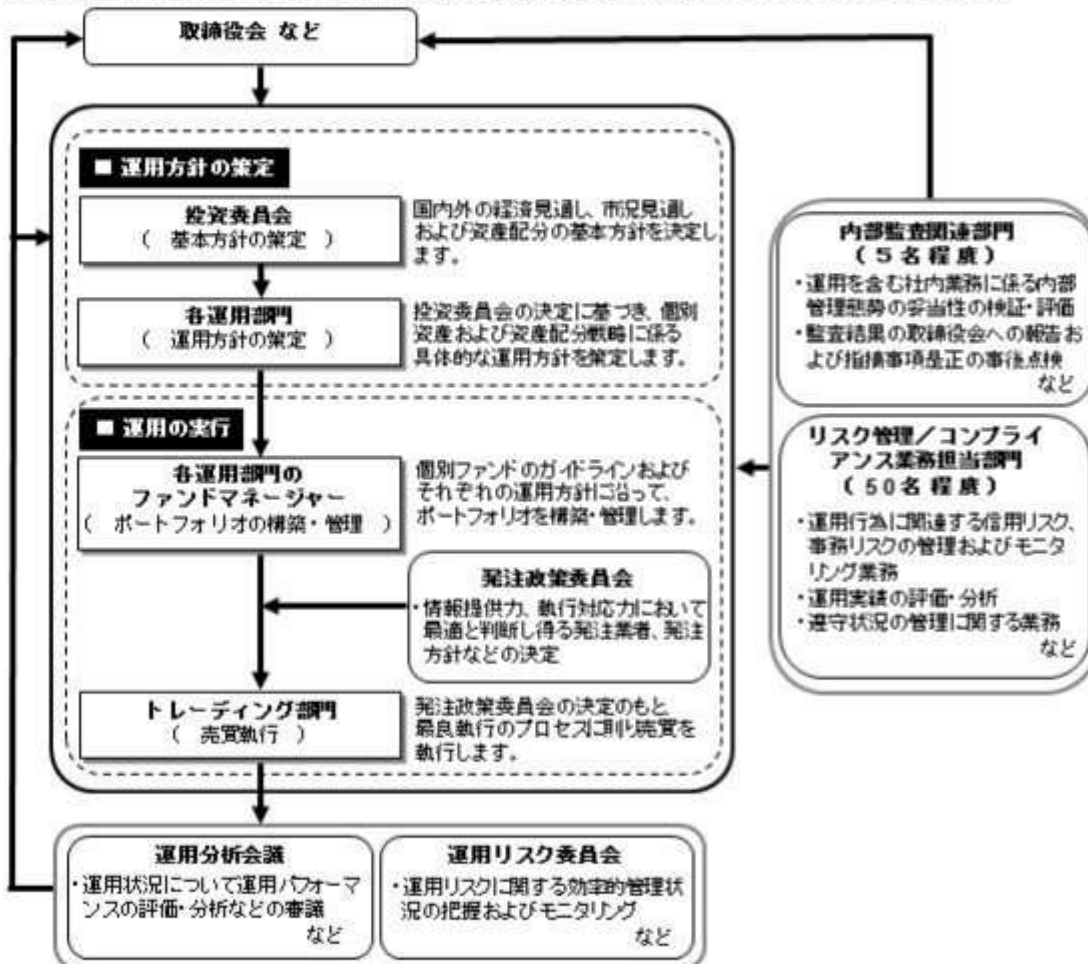 取締役会 など
■ 運用方針の策定
投資委員会
( 基本方針の策定 )
国内外の経済見通し、市況見通し
および資産配分の基本方針を決定し
ます。
各運用部門
( 運用方針の策定 )
投資委員会の決定に基づき、個別
資産および資産配分戦略に係る
具体的な運用方針を策定します。
■ 運用の実行
各運用部門の
ファンドマネージャー
( ポートフォリオの構築・管理 )
個別ファンドのガイドラインおよび
それぞれの運用方針に沿って、
ポートフォリオを構築・管理します。
発注政策委員会
・情報提供力、執行対応力において
最適と判断し得る発注業者、発注
方針などの決定
トレーディング部門
( 売買執行 )
発注政策委員会の決定のもと
最良執行のプロセスに則り売買を
執行します。
運用分析会議
・運用状況について運用パフォーマ
ンスの評価・分析などの審議
など
運用リスク委員会
・運用リスクに関する効率的管理状
況の把握およびモニタリング
など
内部監査関連部門
(5名程度)
・運用を含む社内業務に係る内部
管理態勢の妥当性の検証・評価
・監査結果の取締役会への報告お
よび指摘事項是正の事後点検
など
リスク管理/コンプライ
アンス業務担当部門
(50名程度)
・運用行為に関連する信用リスク、
事務リスクの管理およびモニタ
リング業務
・運用実績の評価・分析
・遵守状況の管理に関する業務
など